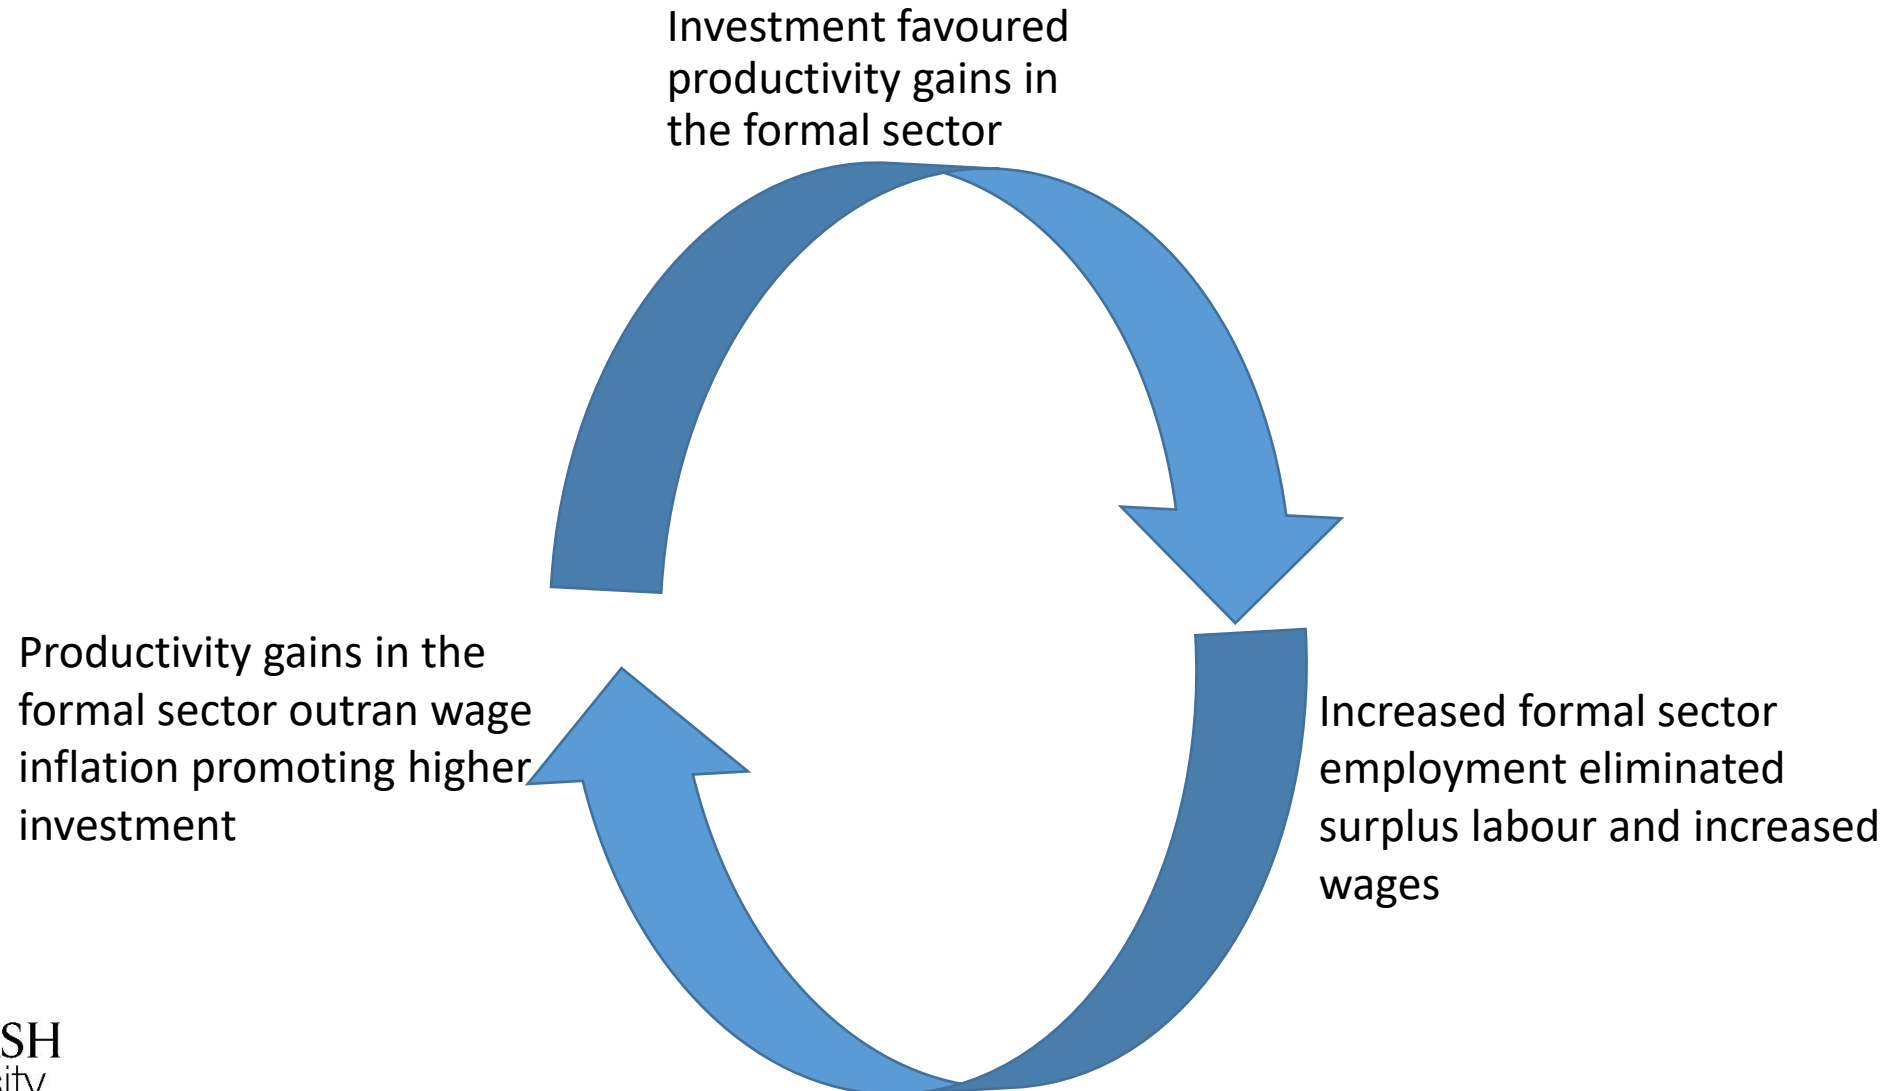 Investment favoured
productivity gains in
the formal sector
Productivity gains in the
formal sector outran wage
inflation promoting higher
investment
Increased formal sector
employment eliminated
surplus labour and increased
wages
SH